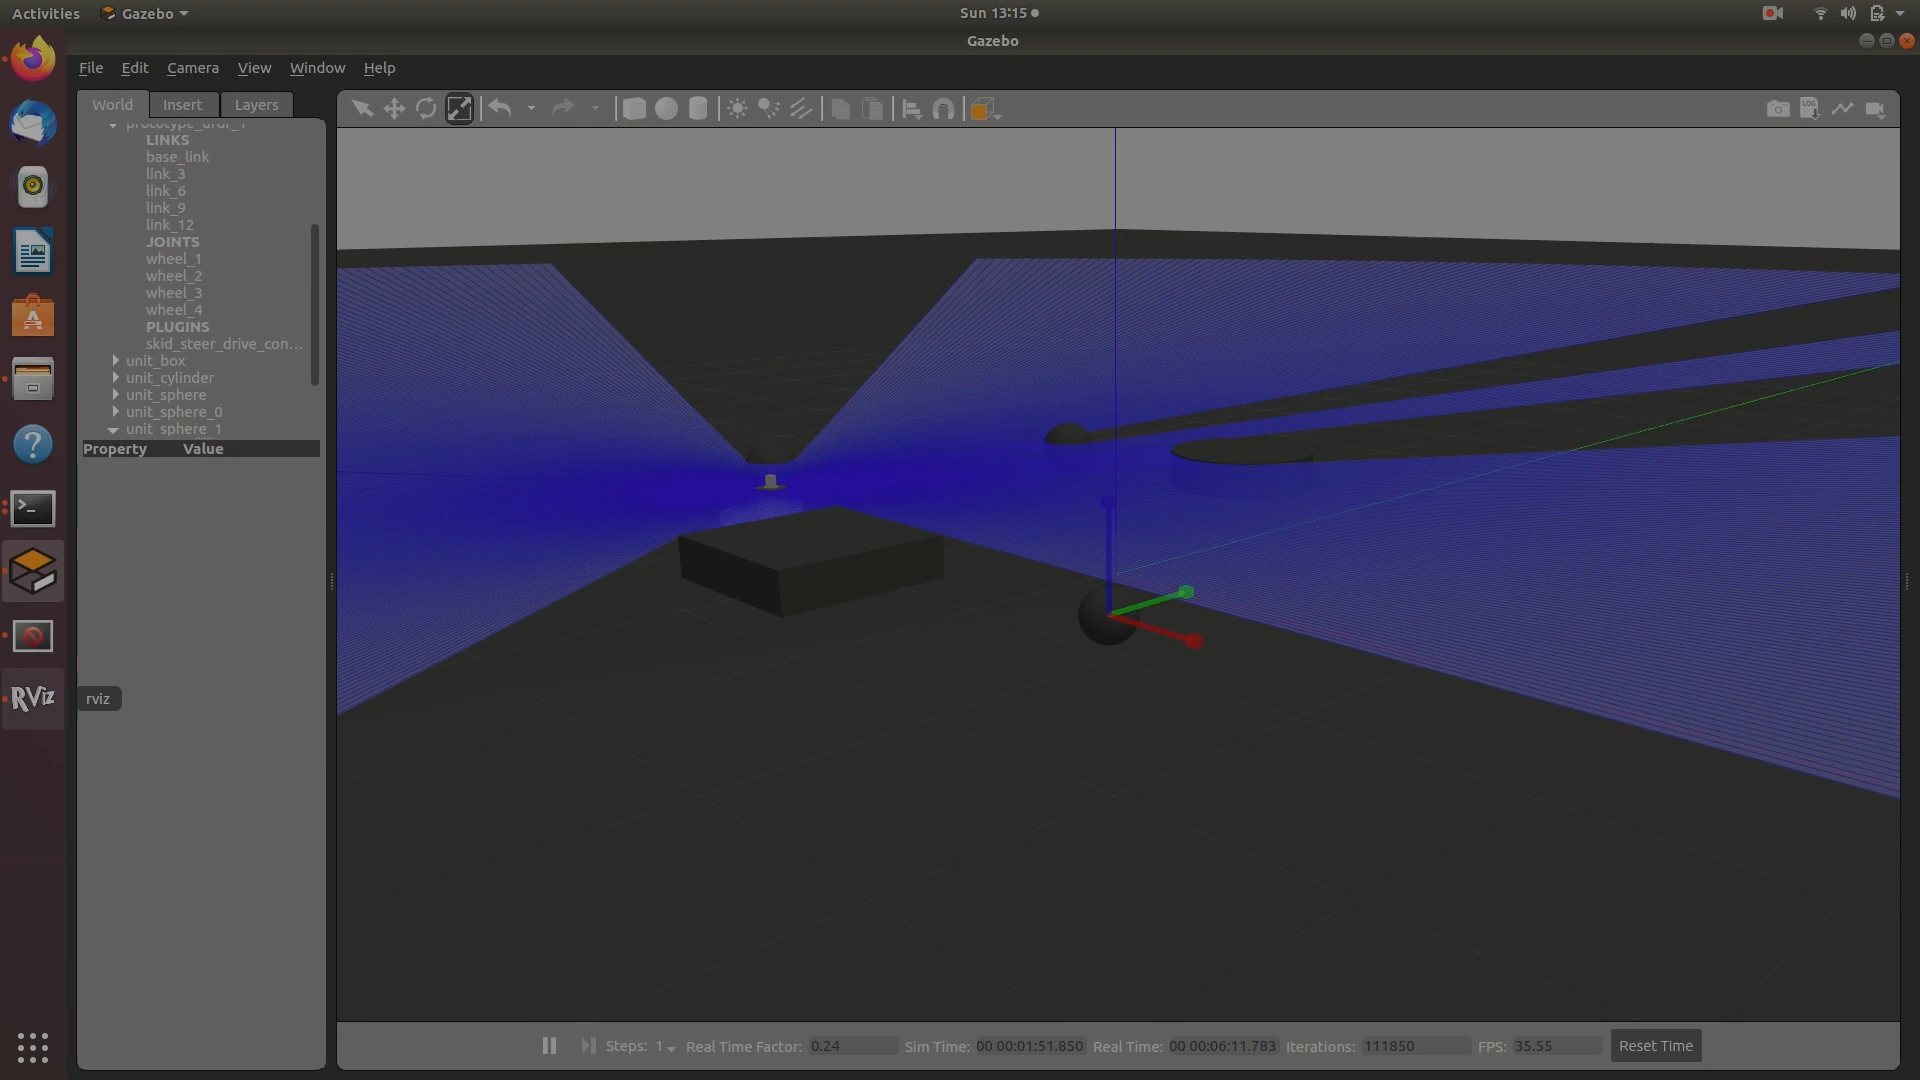 Activities Gazebo Sun 13:15
Gazebo
File Edit Camera View Window Help
World Insert Layers
LINKS
base_link
link_3
link_6
link_9
link_12
JOINTS
wheel_1
wheel_2
wheel_3
wheel_4
PLUGINS
skid_steer_drive_con...
unit_box
unit_cylinder
unit_sphere
unit_sphere_0
unit_sphere_1
Property Value
LOG
RViz
rviz
Steps: 1 Real Time Factor: 0.24 Sim Time: 00 00:01:51.850 Real Time: 00 00:06:11.783 Iterations: 111850 FPS: 35.55 Reset Time